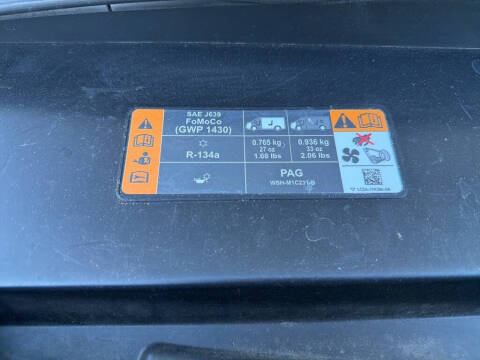 SAE J639
FoMoCo
(GWP 1430)
0.765 kg
27 oz
1.68 lbs
0.936 kg
33 oz
2.06 lbs
R-134a
PAG
WSH-M1C231-B